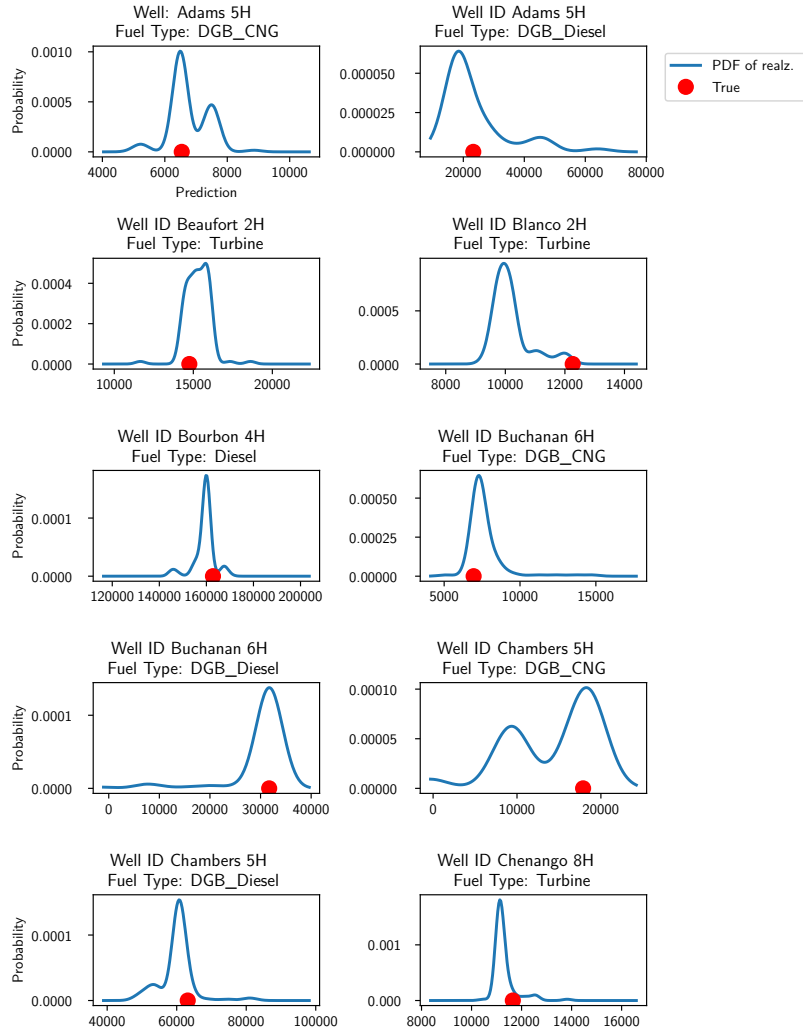 Well: Adams 5H
Fuel Type: DGB_CNG
0.0010
0.0005
0.0000
Probability
4000 6000 8000 10000
Prediction
Well ID Adams 5H
Fuel Type: DGB_Diesel
0.000050
0.000025
0.000000
20000 40000 60000 80000
PDF of realz.
True
Well ID Beaufort 2H
Fuel Type: Turbine
0.0004
0.0002
0.0000
Probability
10000 15000 20000
Well ID Blanco 2H
Fuel Type: Turbine
0.0005
0.0000
8000 10000 12000 14000
Well ID Bourbon 4H
Fuel Type: Diesel
0.0001
0.0000
Probability
120000 140000 160000 180000 200000
Well ID Buchanan 6H
Fuel Type: DGB_CNG
0.00050
0.00025
0.00000
5000 10000 15000
Well ID Buchanan 6H
Fuel Type: DGB_Diesel
0.0001
0.0000
Probability
0 10000 20000 30000 40000
Well ID Chambers 5H
Fuel Type: DGB_CNG
0.00010
0.00005
0.00000
0 10000 20000
Well ID Chambers 5H
Fuel Type: DGB_Diesel
0.0001
0.0000
Probability
40000 60000 80000 100000
Well ID Chenango 8H
Fuel Type: Turbine
0.001
0.000
8000 10000 12000 14000 16000